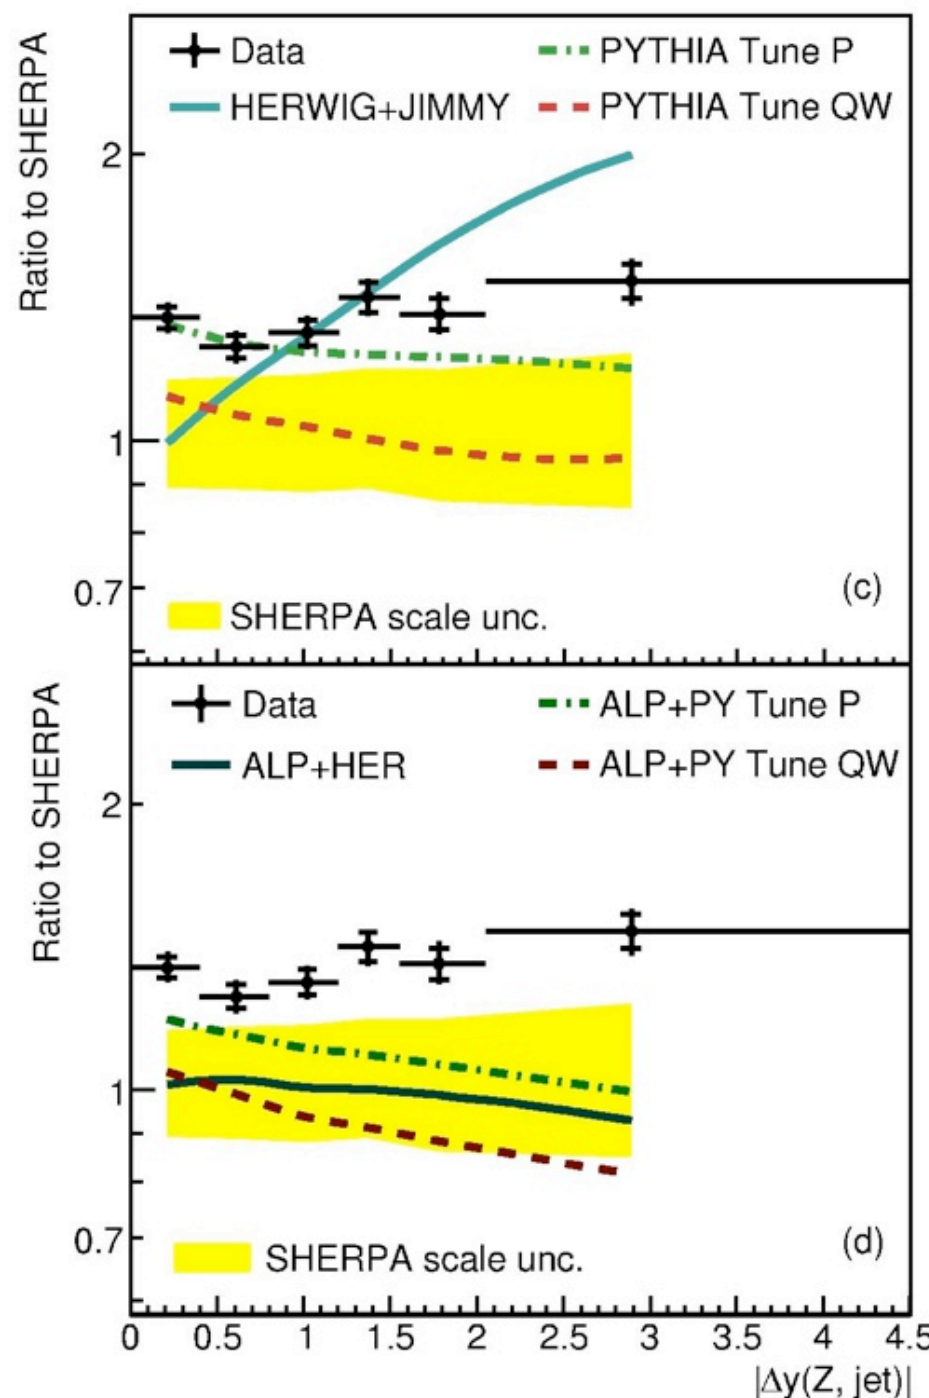 Ratio to SHERPA
Data
PYTHIA Tune P
HERWIG+JIMMY
PYTHIA Tune QW
2
1
0.7
(c)
SHERPA scale unc.
Ratio to SHERPA
Data
ALP+PY Tune P
ALP+HER
ALP+PY Tune QW
2
1
0.7
(d)
SHERPA scale unc.
0 0.5 1 1.5 2 2.5 3 3.5 4 4.5
|Δy(Z, jet)|